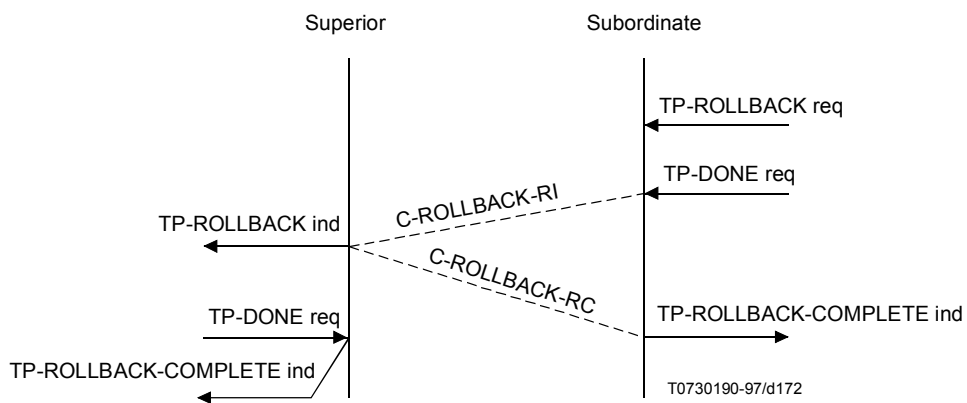 Superior
Subordinate
TP-ROLLBACK req
TP-DONE req
C-ROLLBACK-RI
TP-ROLLBACK ind
C-ROLLBACK-RC
TP-DONE req
TP-ROLLBACK-COMPLETE ind
TP-ROLLBACK-COMPLETE ind
T0730190-97/d172